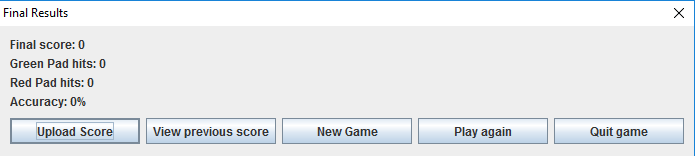 Final Results
Final score: 0
Green Pad hits: 0
Red Pad hits: 0
Accuracy: 0%
Upload Score View previous score New Game Play again Quit game